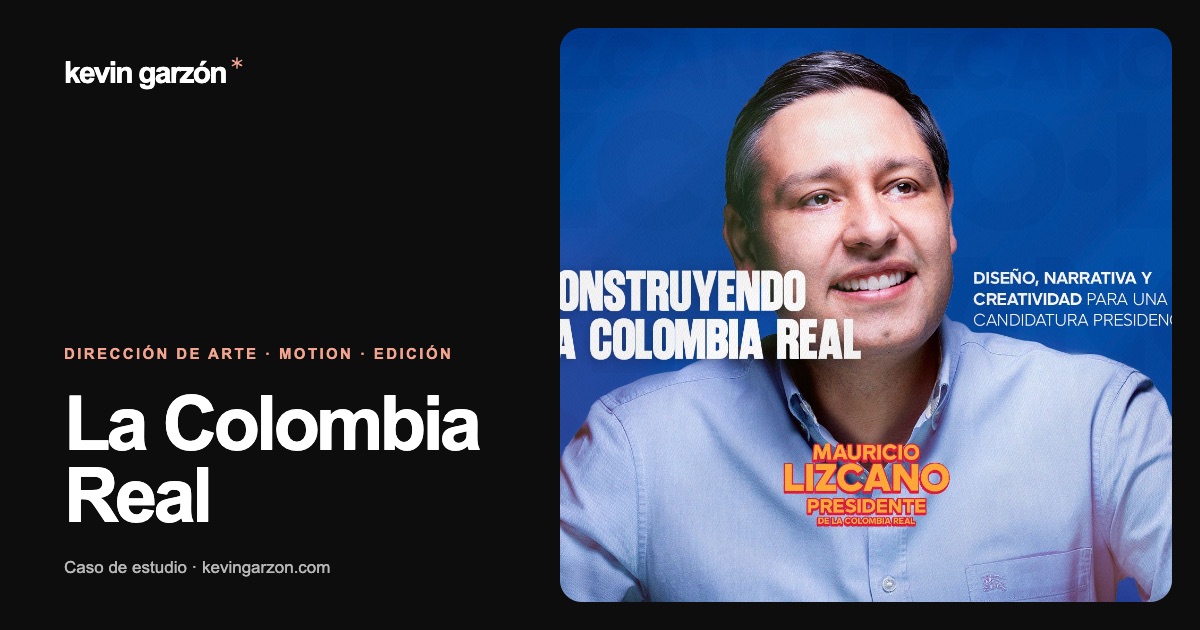 kevin garzón*
DIRECCIÓN DE ARTE · MOTION · EDICIÓN
La Colombia
Real
Caso de estudio · kevingarzon.com
ONSTRUYENDO
A COLOMBIA REAL
DISEÑO, NARRATIVA Y
CREATIVIDAD PARA UNA
CANDIDATURA PRESIDENC
MAURICIO
LIZCANO
PRESIDENTE
DE LA COLOMBIA REAL